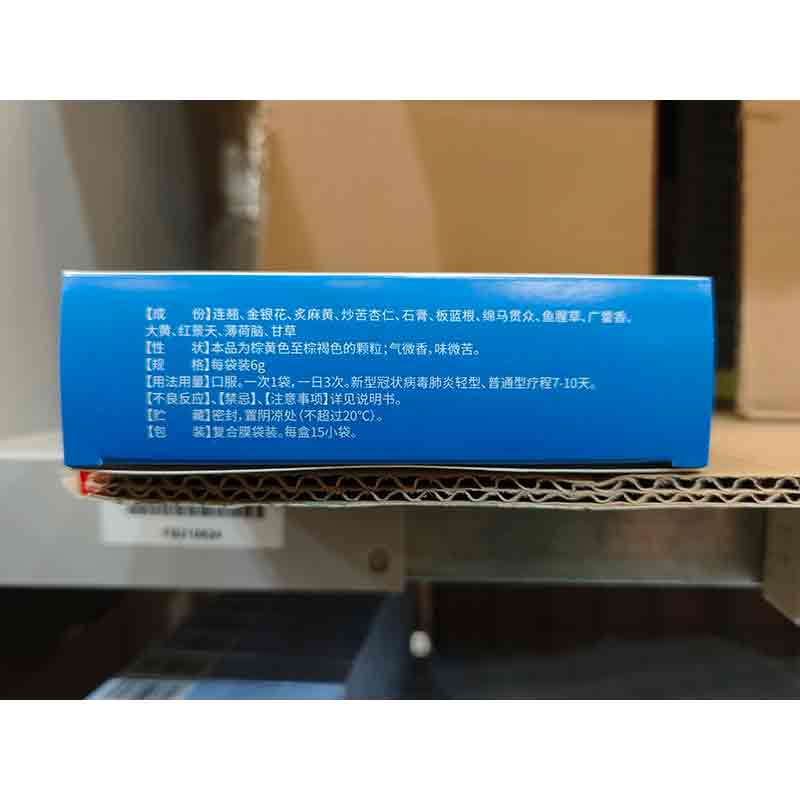 【成 份】连翘、金银花、炙麻黄、炒苦杏仁、石膏、板蓝根、绵马贯众、鱼腥草、广藿香、
大黄、红景天、薄荷脑、甘草
【性 状】本品为棕黄色至棕褐色的颗粒;气微香,味微苦。
【规 格】每袋装6g
【用法用量】口服。一次1袋,一日3次。新型冠状病毒肺炎轻型、普通型疗程7-10天。
【不良反应】、【禁忌】、【注意事项】详见说明书。
【贮 藏】密封,置阴凉处(不超过20℃)。
【包 装】复合膜袋装。每盒15小袋。